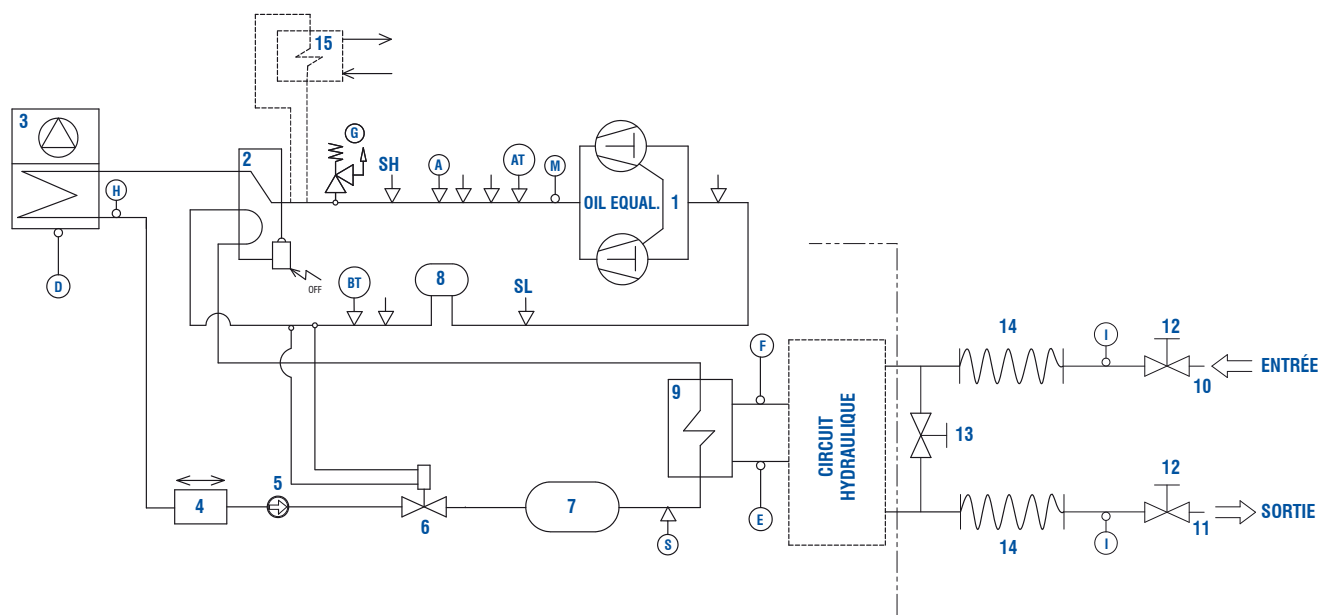 15
3
G
2
SH
A
AT
M
H
OIL EQUAL.
1
D
OFF
BT
8
SL
14
I
12
F
ENTRÉE
9
10
CIRCUIT
HYDRAULIQUE
13
5
12
4
7
E
SORTIE
6
11
S
14
I